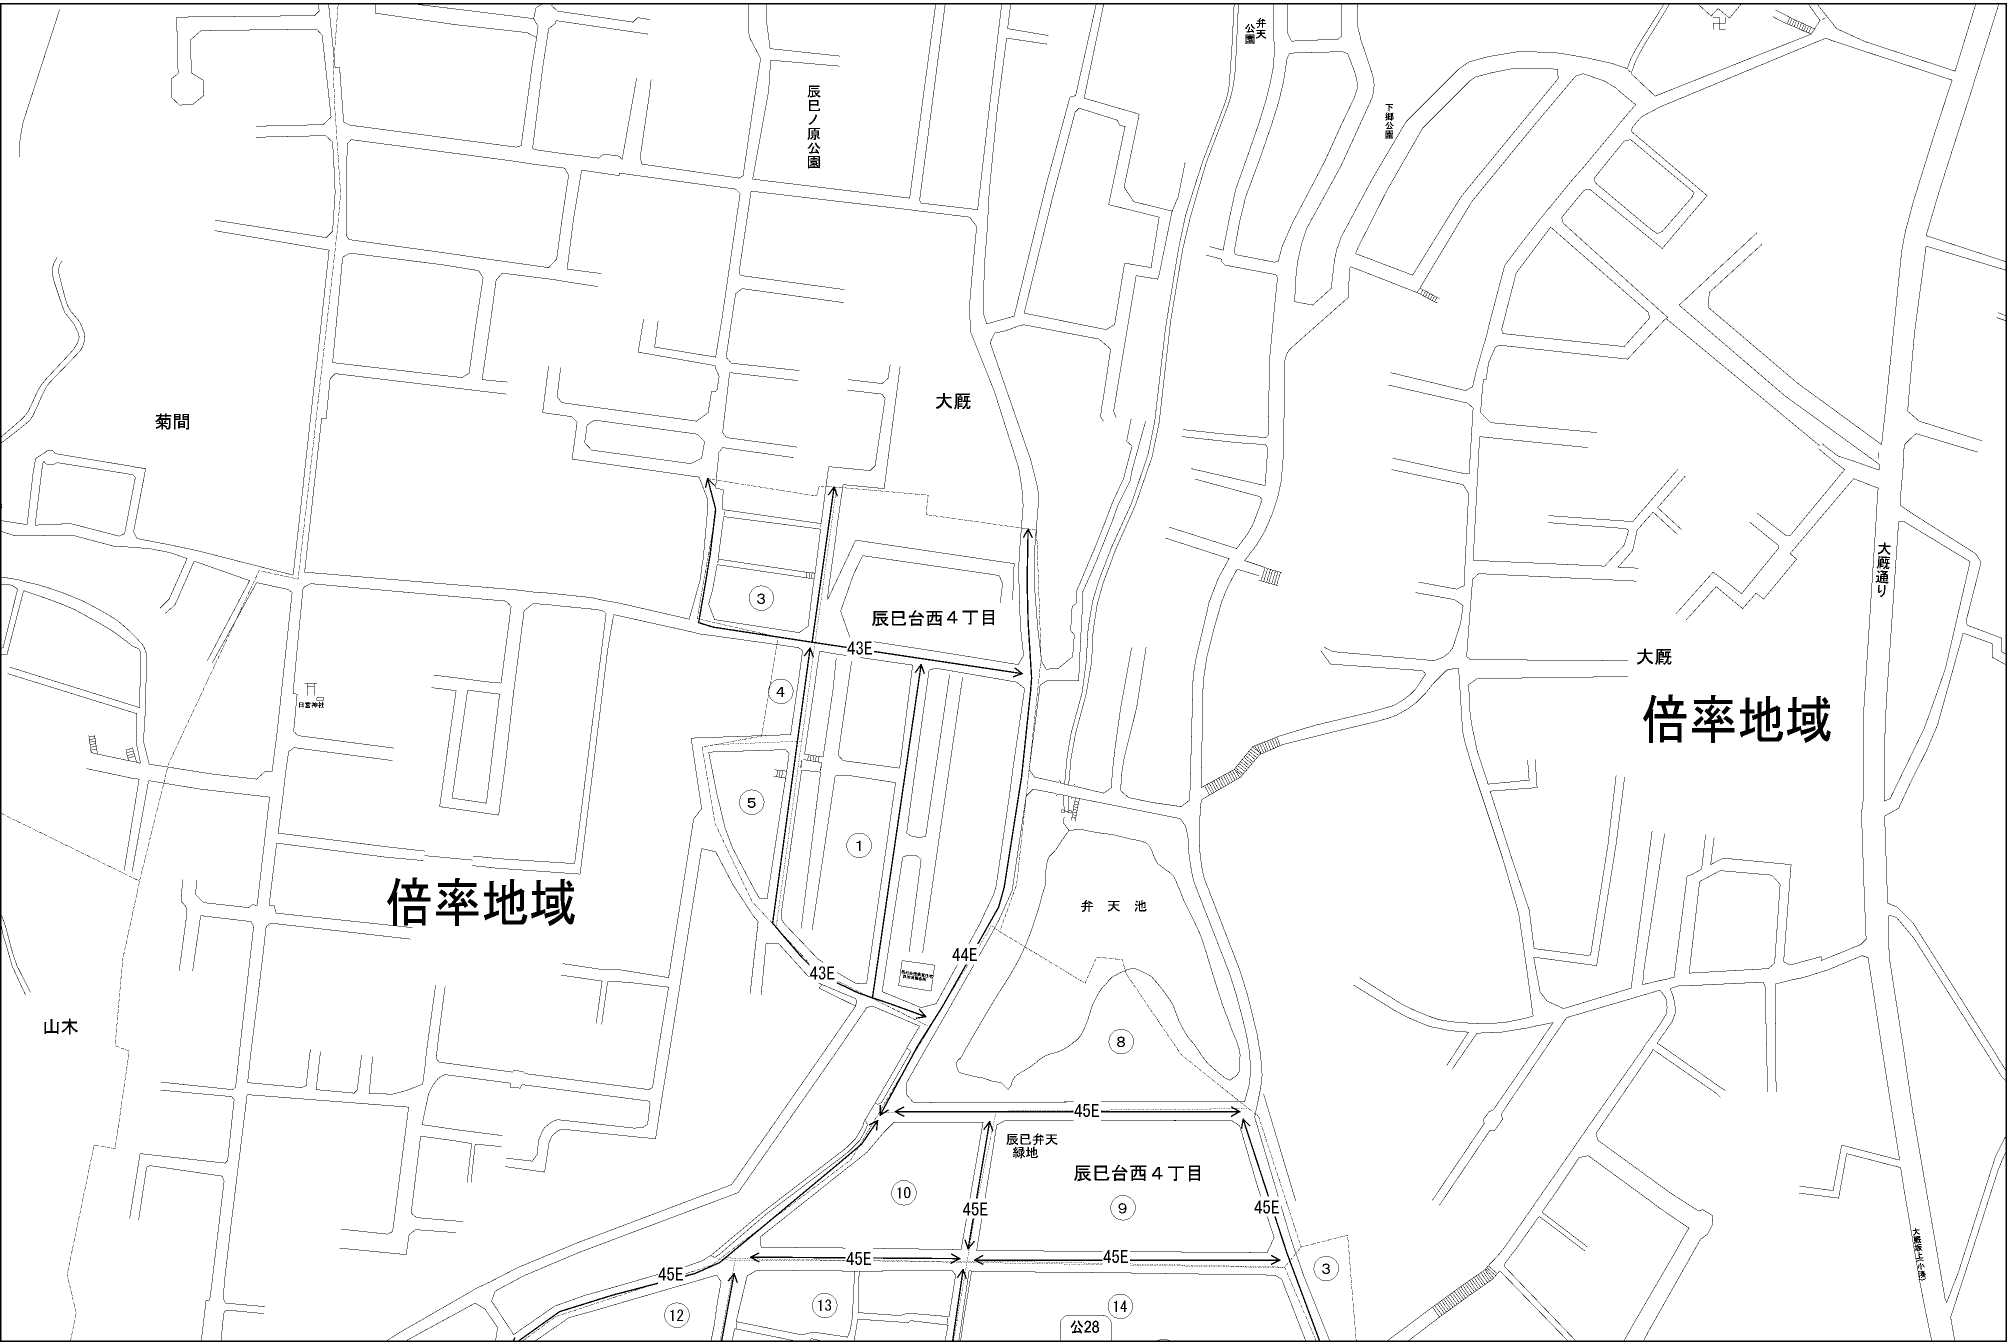 弁天
公園
辰巳ノ原公園
下郷公園
大厩
菊間
大厩通り
③
辰巳台西４丁目
43E
④
大厩
倍率地域
日宮神社
⑤
①
倍率地域
弁天池
44E
43E
山木
⑧
45E
辰巳弁天
緑地
辰巳台西４丁目
⑩
45E
⑨
45E
45E
45E
45E
③
⑫
⑬
⑭
公28